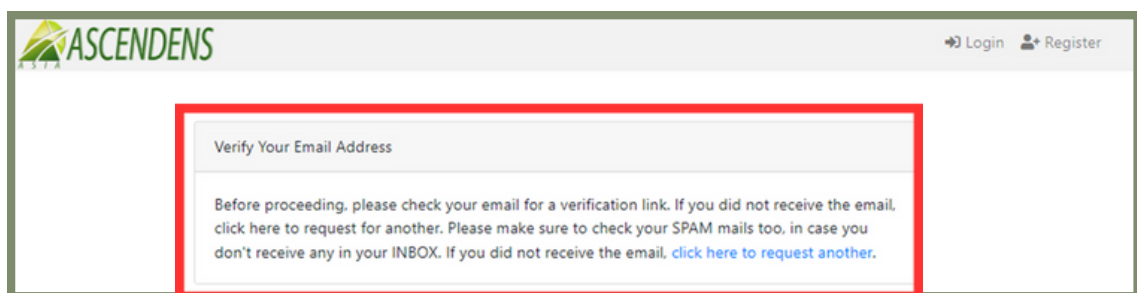 ASCENDENS
ASIA
Login Register
Verify Your Email Address
Before proceeding, please check your email for a verification link. If you did not receive the email,
click here to request for another. Please make sure to check your SPAM mails too, in case you
don't receive any in your INBOX. If you did not receive the email, click here to request another.